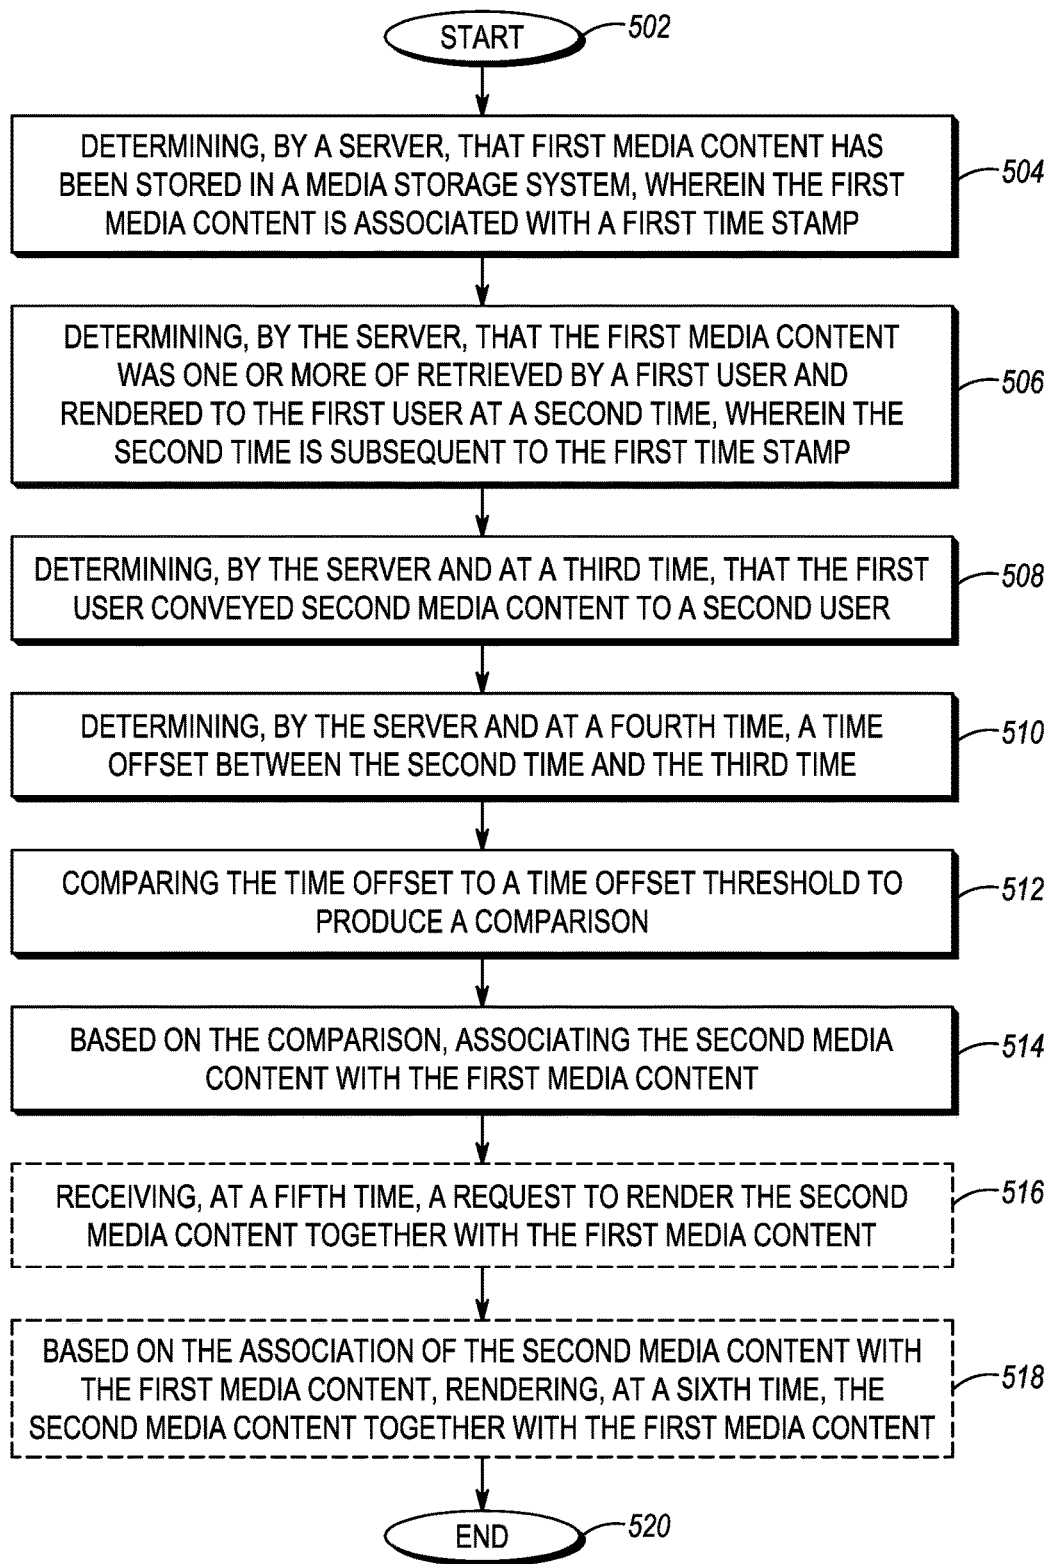 START
502
DETERMINING, BY A SERVER, THAT FIRST MEDIA CONTENT HAS
BEEN STORED IN A MEDIA STORAGE SYSTEM, WHEREIN THE FIRST
MEDIA CONTENT IS ASSOCIATED WITH A FIRST TIME STAMP
504
DETERMINING, BY THE SERVER, THAT THE FIRST MEDIA CONTENT
WAS ONE OR MORE OF RETRIEVED BY A FIRST USER AND
RENDERED TO THE FIRST USER AT A SECOND TIME, WHEREIN THE
SECOND TIME IS SUBSEQUENT TO THE FIRST TIME STAMP
506
DETERMINING, BY THE SERVER AND AT A THIRD TIME, THAT THE FIRST
USER CONVEYED SECOND MEDIA CONTENT TO A SECOND USER
508
DETERMINING, BY THE SERVER AND AT A FOURTH TIME, A TIME
OFFSET BETWEEN THE SECOND TIME AND THE THIRD TIME
510
COMPARING THE TIME OFFSET TO A TIME OFFSET THRESHOLD TO
PRODUCE A COMPARISON
512
BASED ON THE COMPARISON, ASSOCIATING THE SECOND MEDIA
CONTENT WITH THE FIRST MEDIA CONTENT
514
RECEIVING, AT A FIFTH TIME, A REQUEST TO RENDER THE SECOND
MEDIA CONTENT TOGETHER WITH THE FIRST MEDIA CONTENT
516
BASED ON THE ASSOCIATION OF THE SECOND MEDIA CONTENT WITH
THE FIRST MEDIA CONTENT, RENDERING, AT A SIXTH TIME, THE
SECOND MEDIA CONTENT TOGETHER WITH THE FIRST MEDIA CONTENT
518
END
520